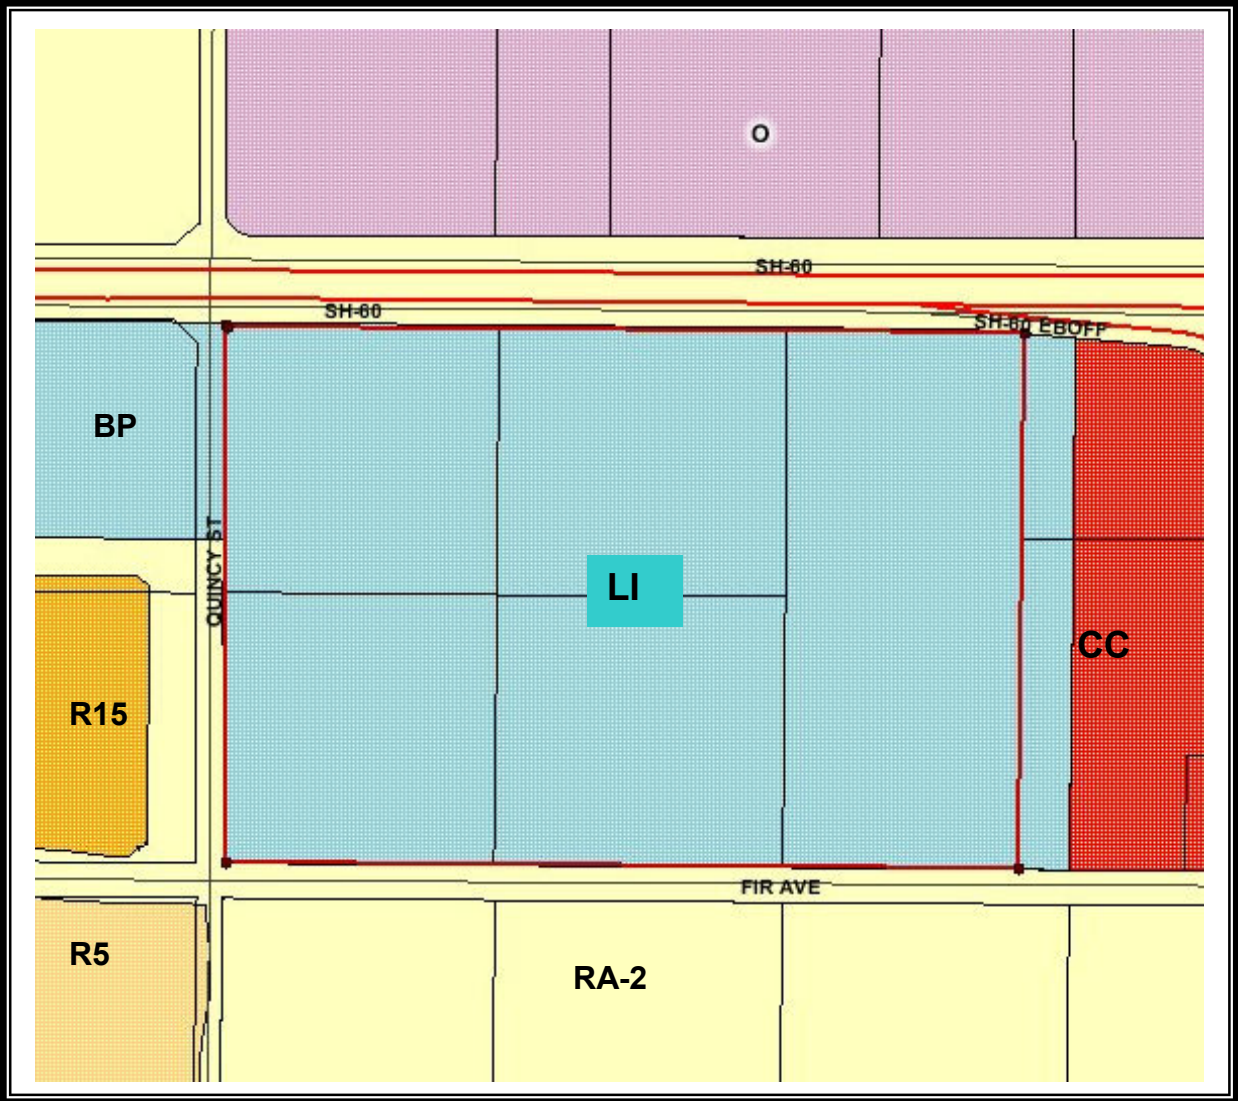 O
SH-60
SH-60
SH-60 EBOFF
BP
QUINCY ST
LI
CC
R15
FIR AVE
R5
RA-2